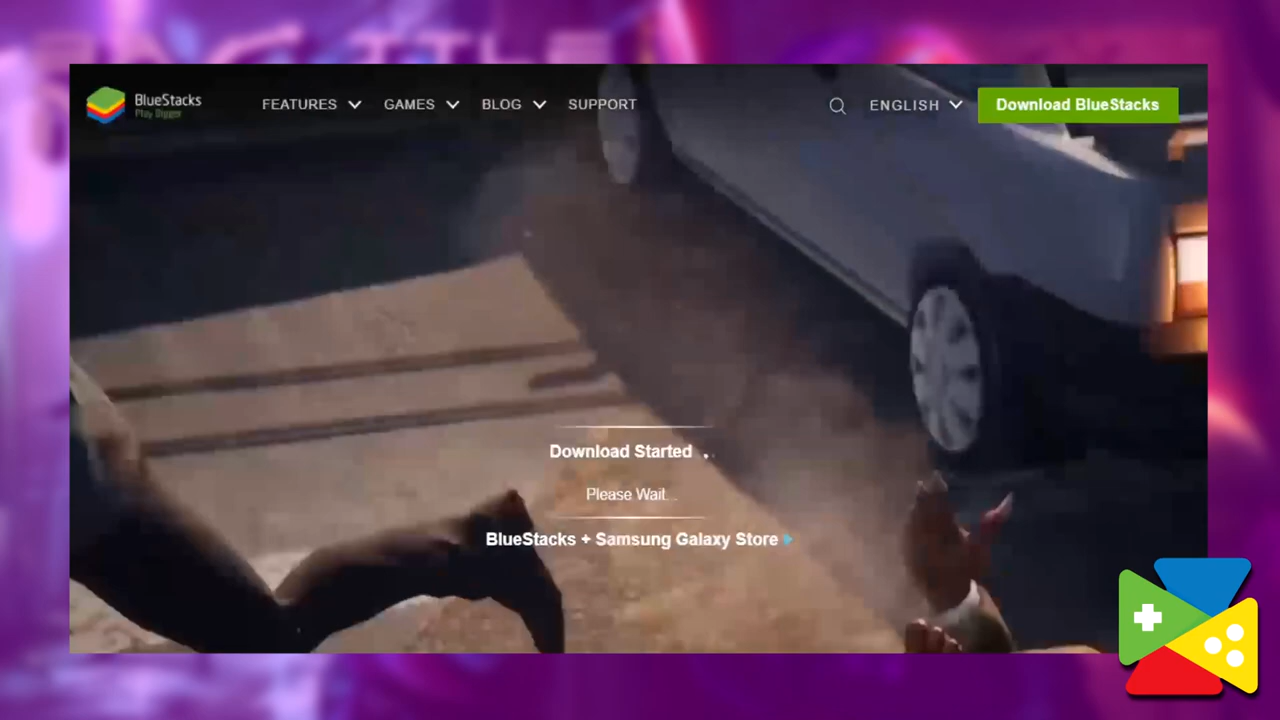 BlueStacks
Play Bigger
FEATURES
GAMES
BLOG
SUPPORT
ENGLISH
Download BlueStacks
Download Started ..
Please Wait...
BlueStacks + Samsung Galaxy Store